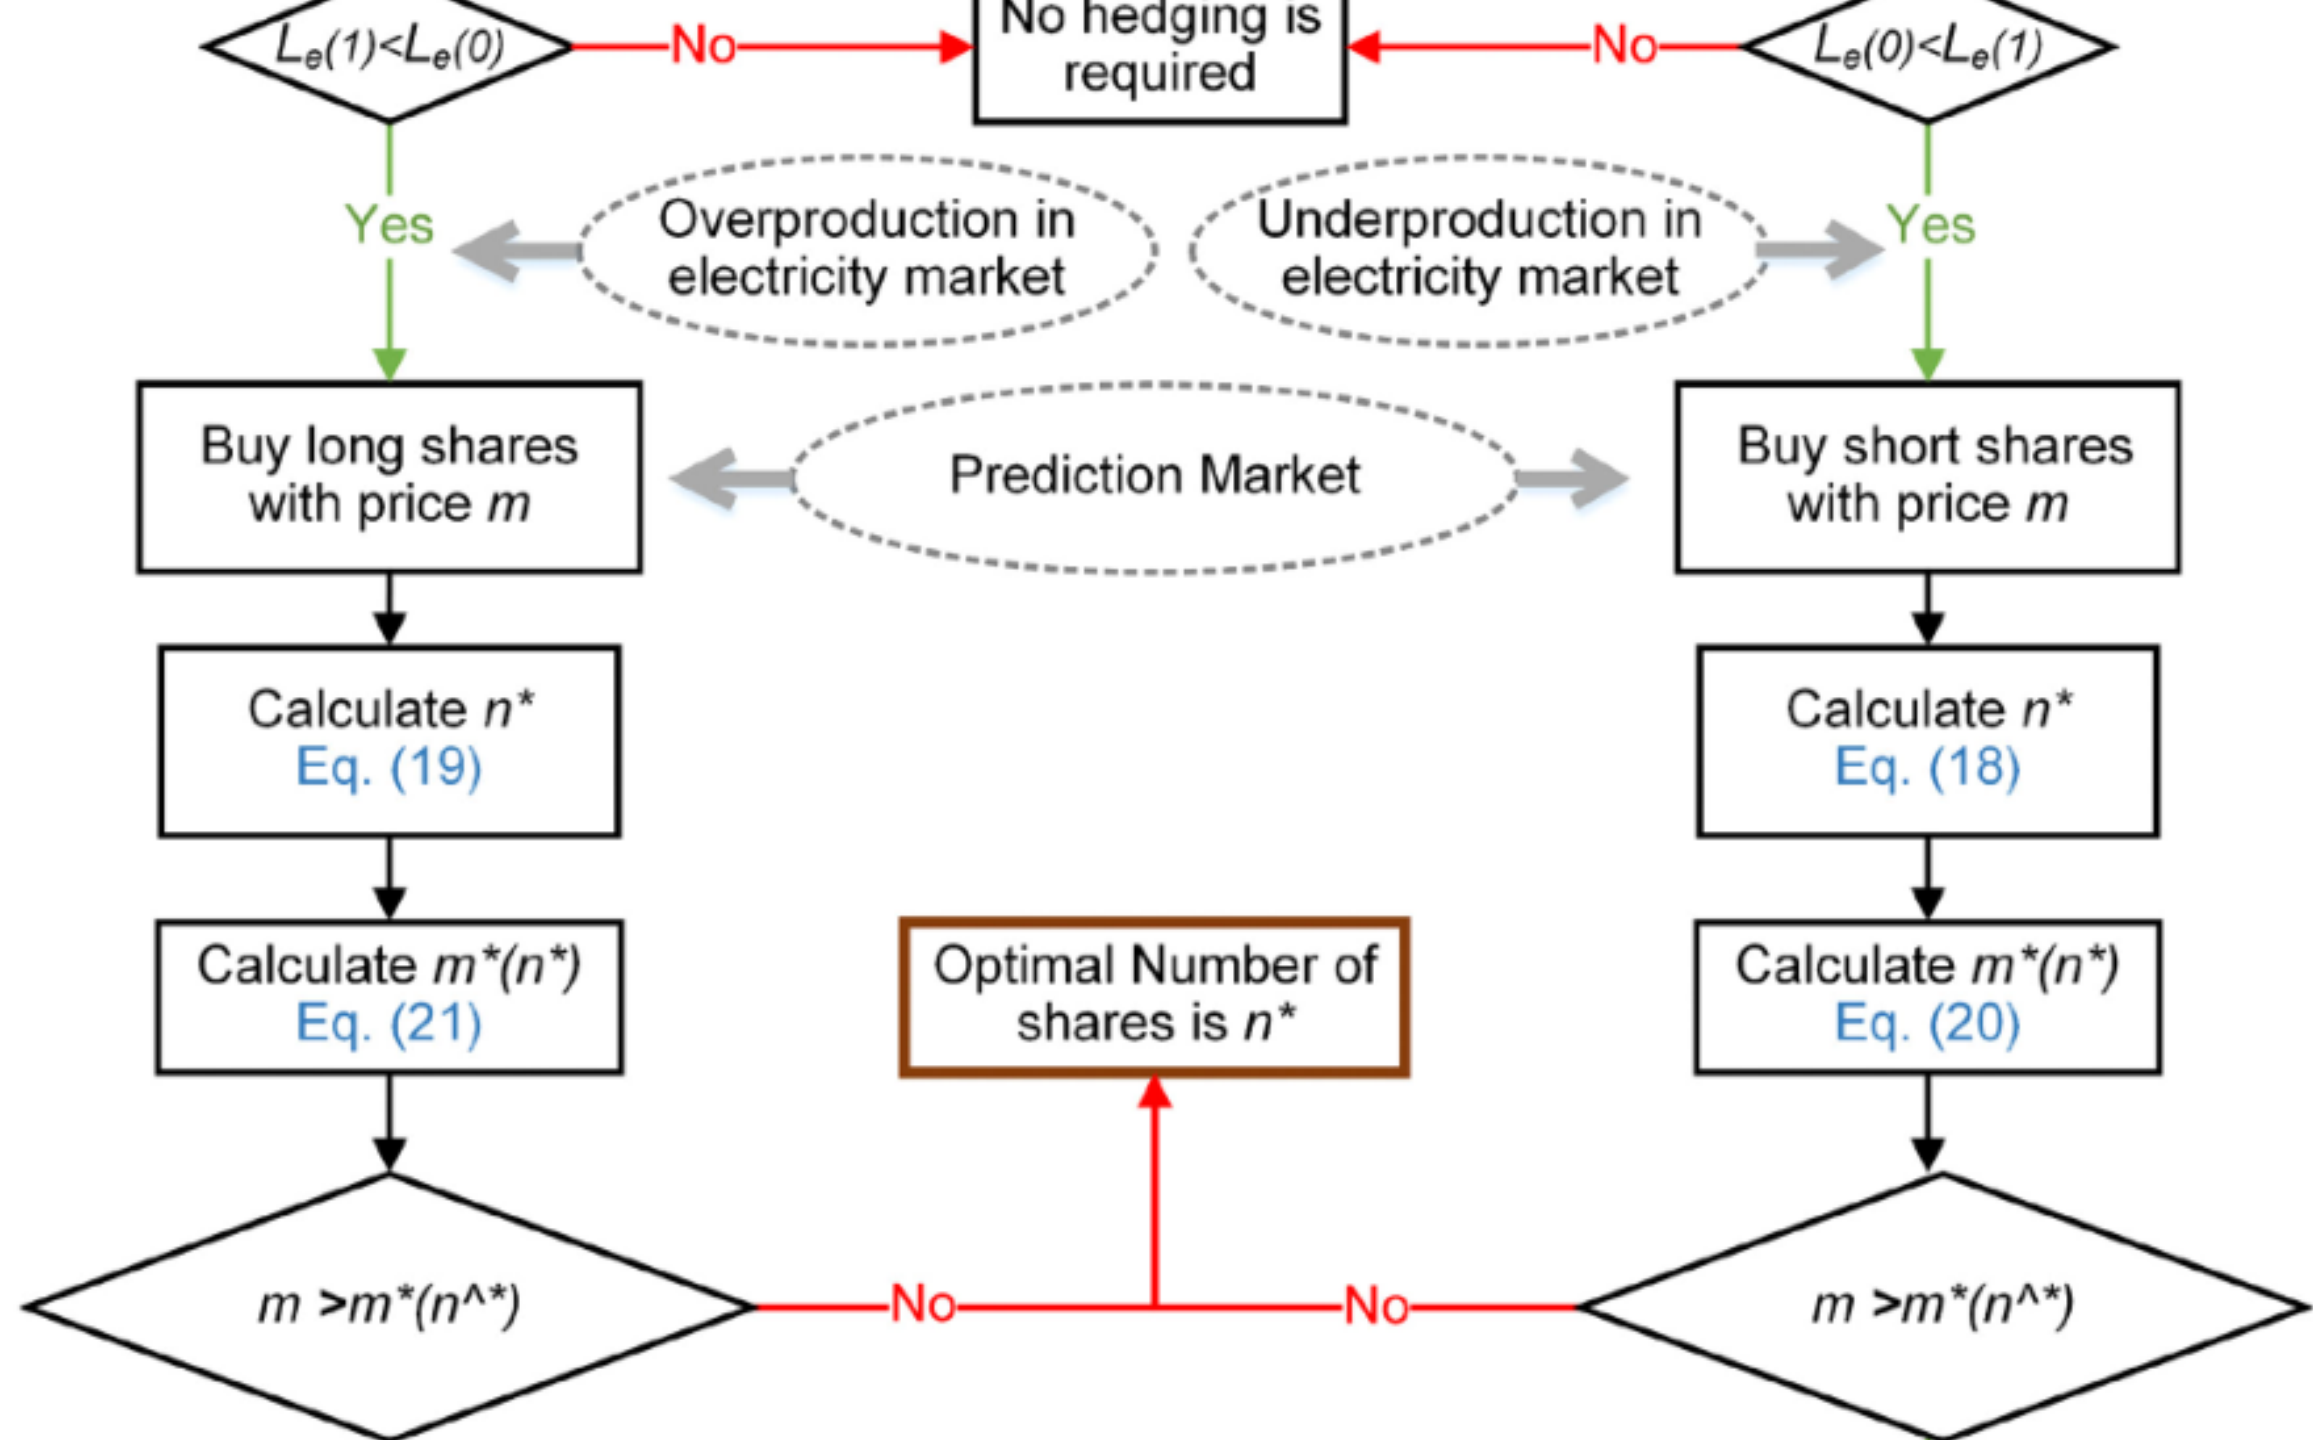 Lₑ(1)<Lₑ(0)
No
No hedging is
required
No
Lₑ(0)<Lₑ(1)
Yes
Overproduction in
electricity market
Underproduction in
electricity market
Yes
Buy long shares
with price m
Prediction Market
Buy short shares
with price m
Calculate n*
Eq. (19)
Calculate n*
Eq. (18)
Calculate m*(n*)
Eq. (21)
Optimal Number of
shares is n*
Calculate m*(n*)
Eq. (20)
m >m*(n^*)
No
No
m >m*(n^*)